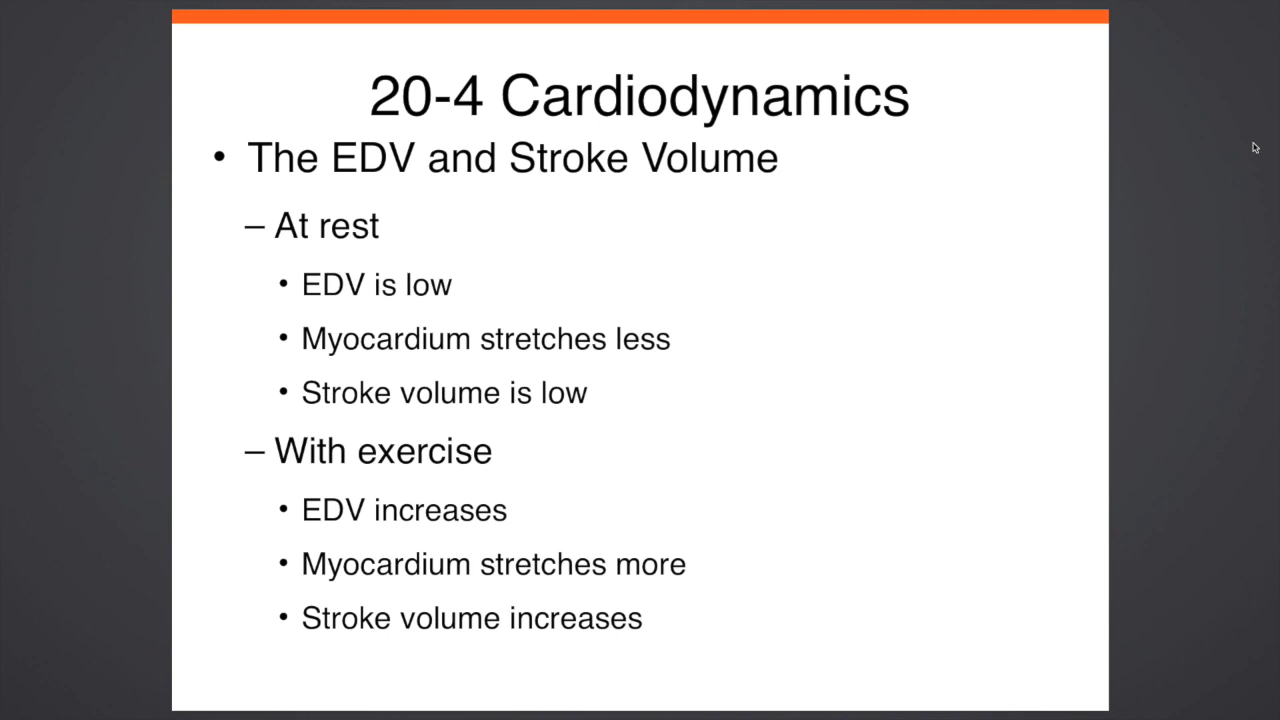 20-4 Cardiodynamics
• The EDV and Stroke Volume
– At rest
• EDV is low
• Myocardium stretches less
• Stroke volume is low
– With exercise
• EDV increases
• Myocardium stretches more
• Stroke volume increases